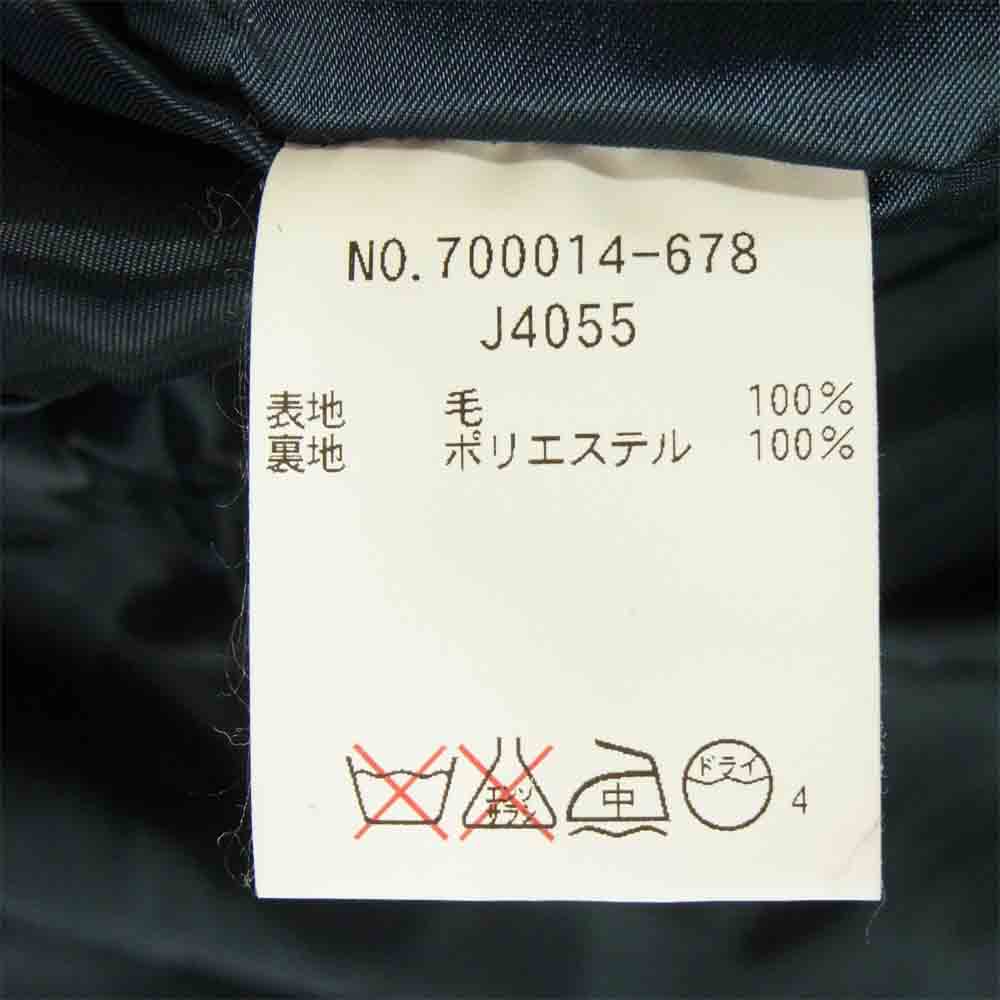 NO.700014-678
J4055
表地 毛 100%
裏地 ポリエステル 100%
エンソ
サラシ
中
ドライ
4